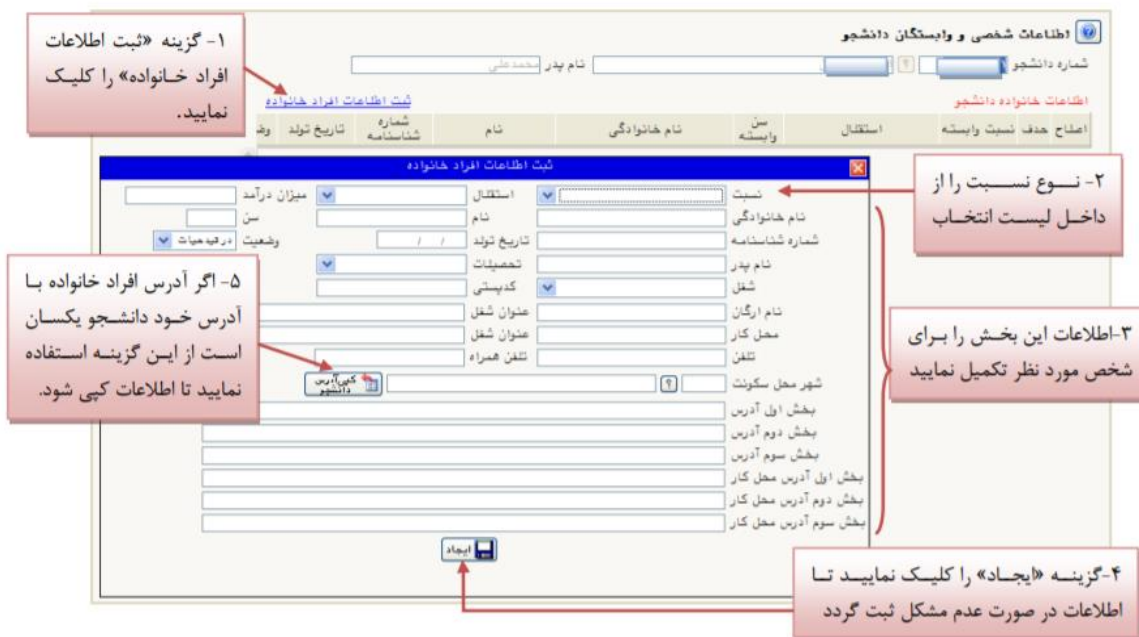 اطلاعات شخصی و وابستگان دانشجو
شماره دانشجو نام پدر محمدعلی
اطلاعات خانواده دانشجو ثبت اطلاعات افراد خانواده
اصلاح حذف نسبت وابسته استقلال سن وابسته نام خانوادگی نام شماره شناسنامه تاریخ تولد
۱- گزینه «ثبت اطلاعات
افراد خانواده» را کلیک
نمایید.
ثبت اطلاعات افراد خانواده
نسبت استقلال میزان درآمد
نام خانوادگی نام سن
شماره شناسنامه تاریخ تولد / / وضعیت در قید حیات
نام پدر تحصیلات
شغل کدپستی
نام ارگان عنوان شغل
محل کار عنوان شغل
تلفن تلفن همراه
شهر محل سکونت ? کپی آدرس دانشجو
بخش اول آدرس
بخش دوم آدرس
بخش سوم آدرس
بخش اول آدرس محل کار
بخش دوم آدرس محل کار
بخش سوم آدرس محل کار
ایجاد
۲- نوع نسبت را از
داخل لیست انتخاب
۳-اطلاعات این بخش را برای
شخص مورد نظر تکمیل نمایید
۴-گزینه «ایجاد» را کلیک نمایید تا
اطلاعات در صورت عدم مشکل ثبت گردد
۵- اگر آدرس افراد خانواده با
آدرس خود دانشجو یکسان
است از این گزینه استفاده
نمایید تا اطلاعات کپی شود.